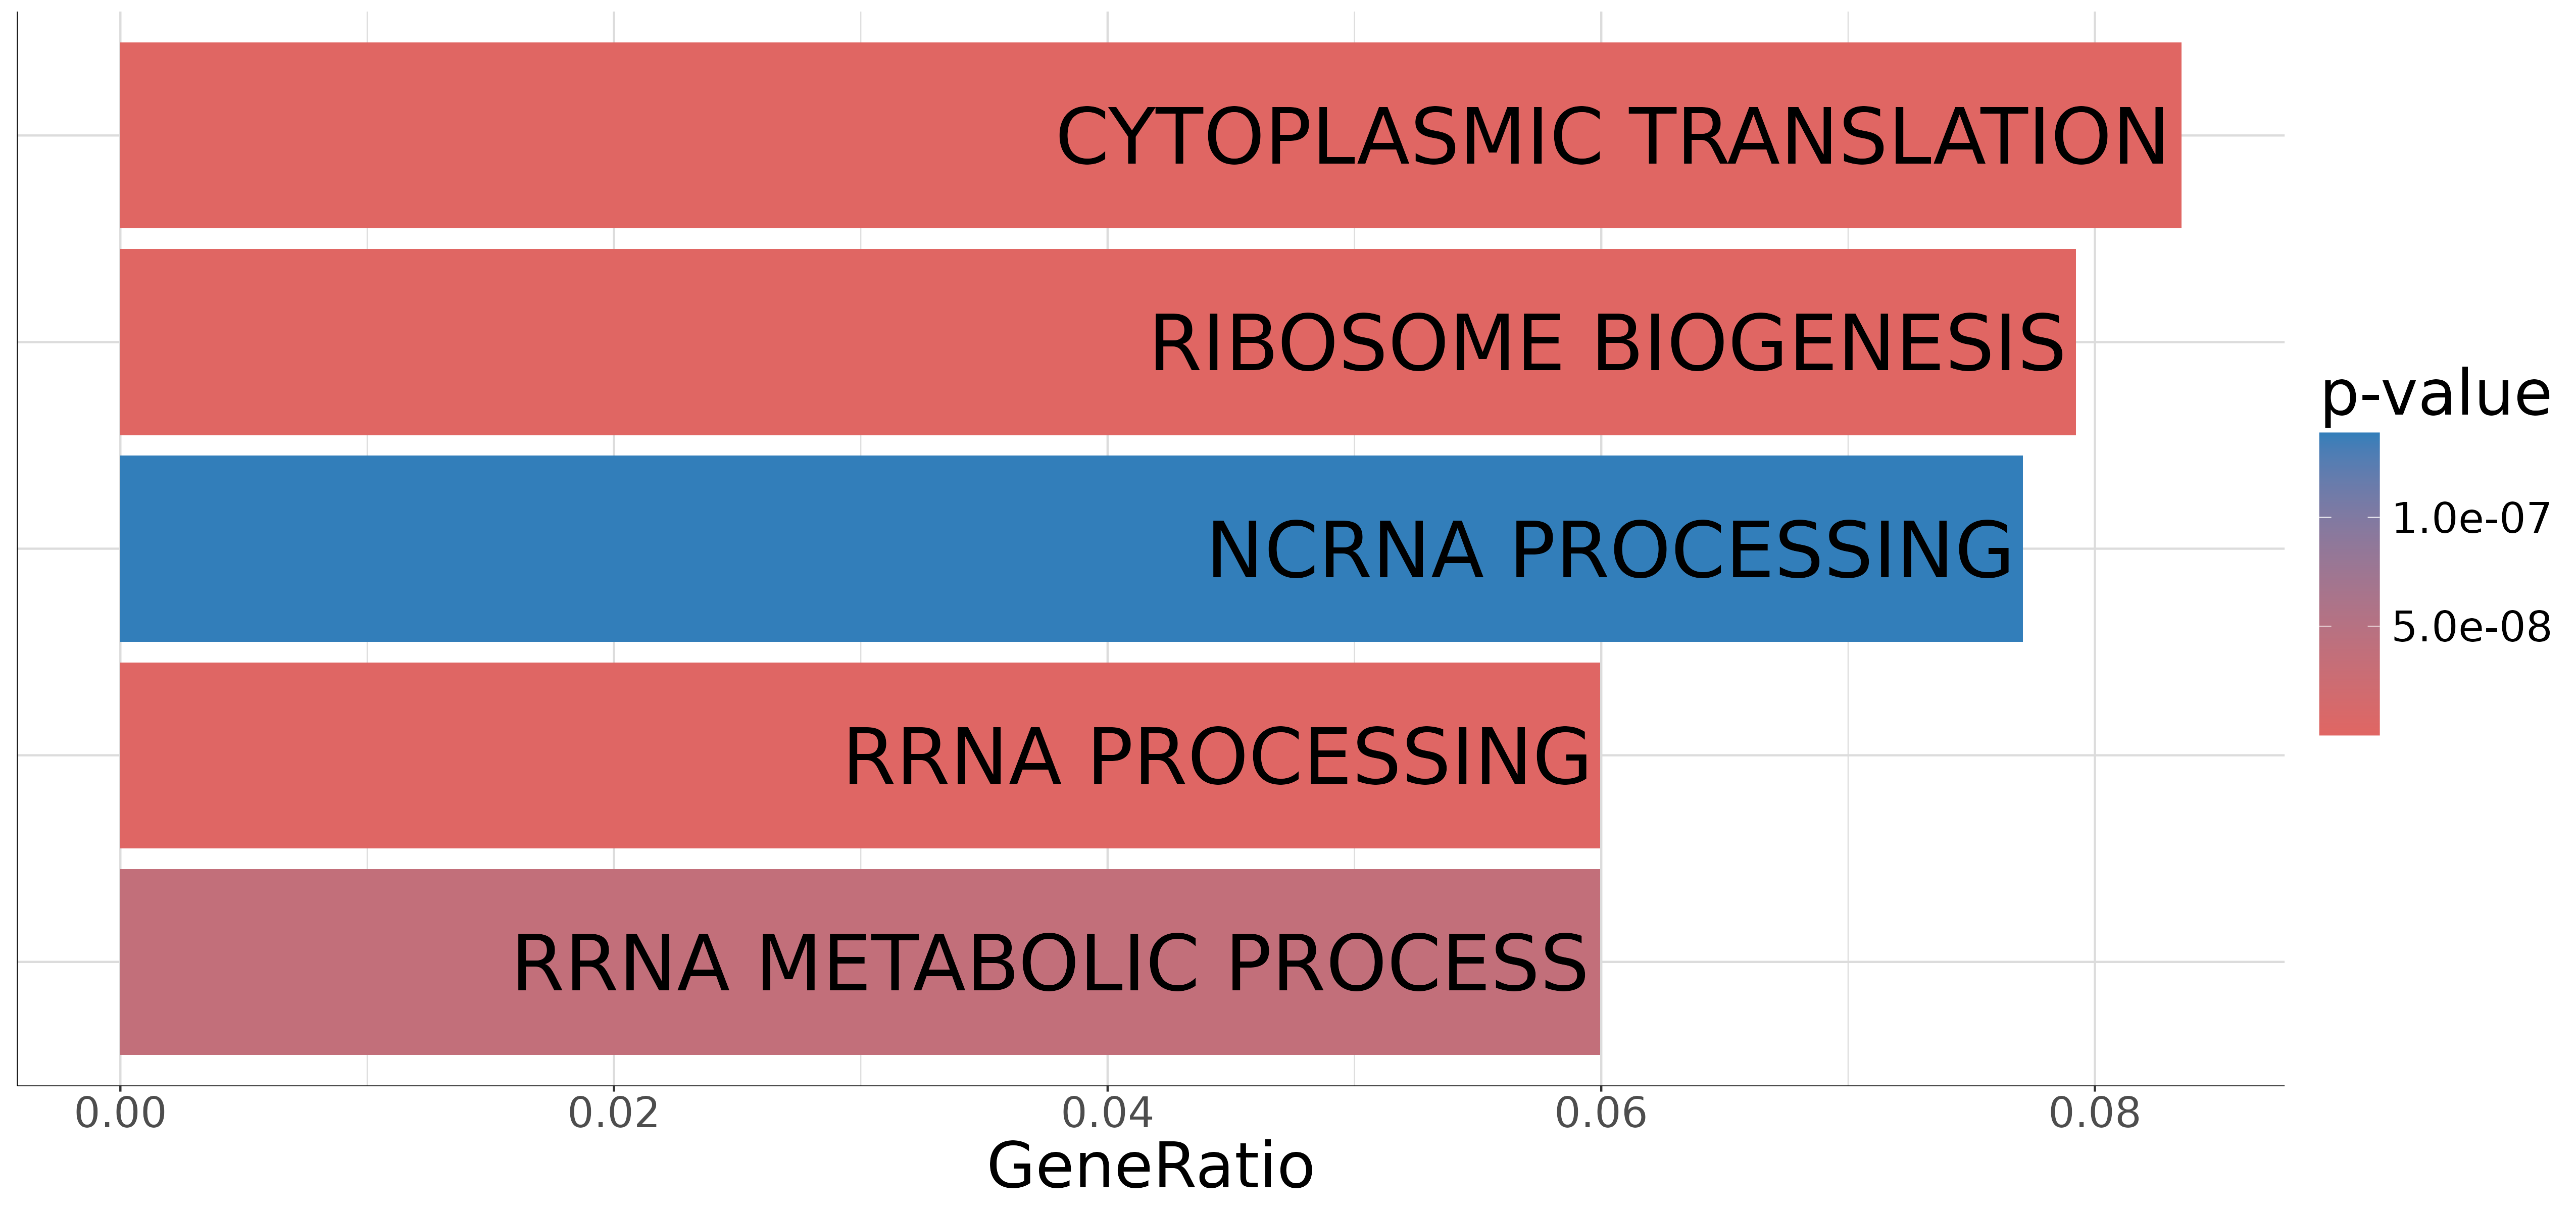 CYTOPLASMIC TRANSLATION
RIBOSOME BIOGENESIS
NCRNA PROCESSING
RRNA PROCESSING
RRNA METABOLIC PROCESS
0.00
0.02
0.04
0.06
0.08
GeneRatio
p-value
1.0e-07
5.0e-08